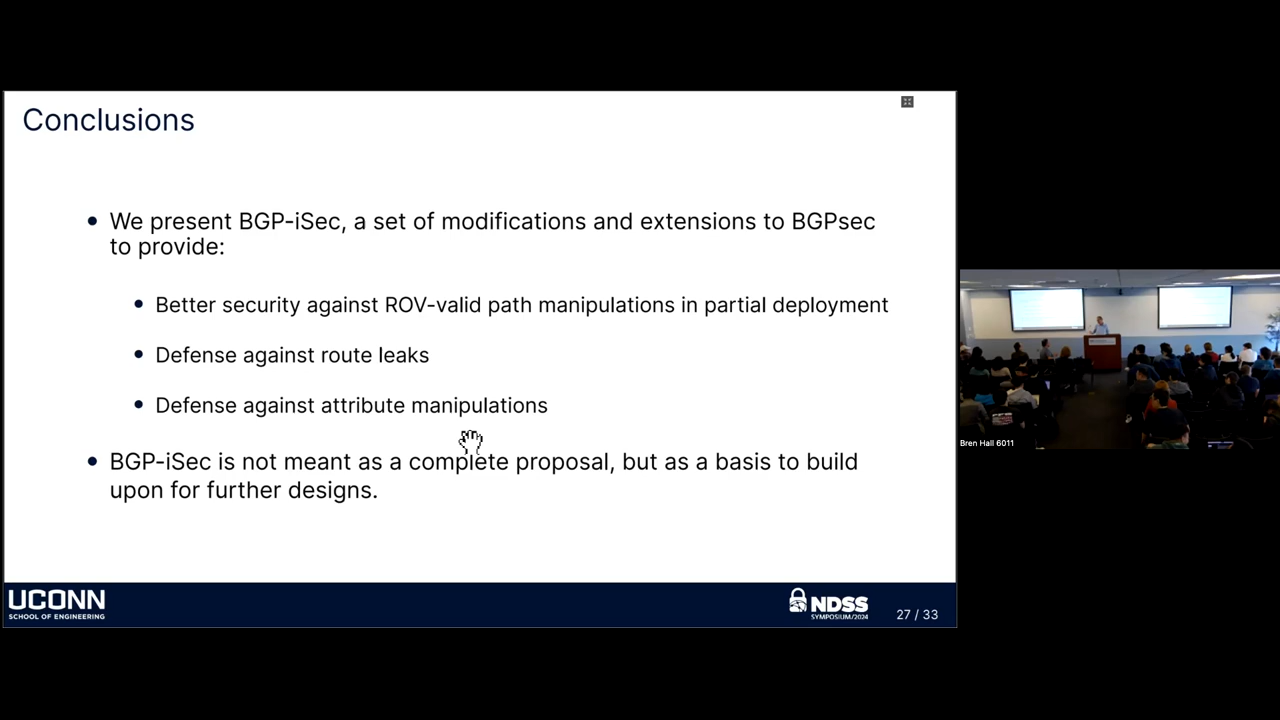 Conclusions
We present BGP-iSec, a set of modifications and extensions to BGPsec
to provide:
Better security against ROV-valid path manipulations in partial deployment
Defense against route leaks
Defense against attribute manipulations
BGP-iSec is not meant as a complete proposal, but as a basis to build
upon for further designs.
UCONN
SCHOOL OF ENGINEERING
NDSS
SYMPOSIUM/2024
27 / 33
Bren Hall 6011